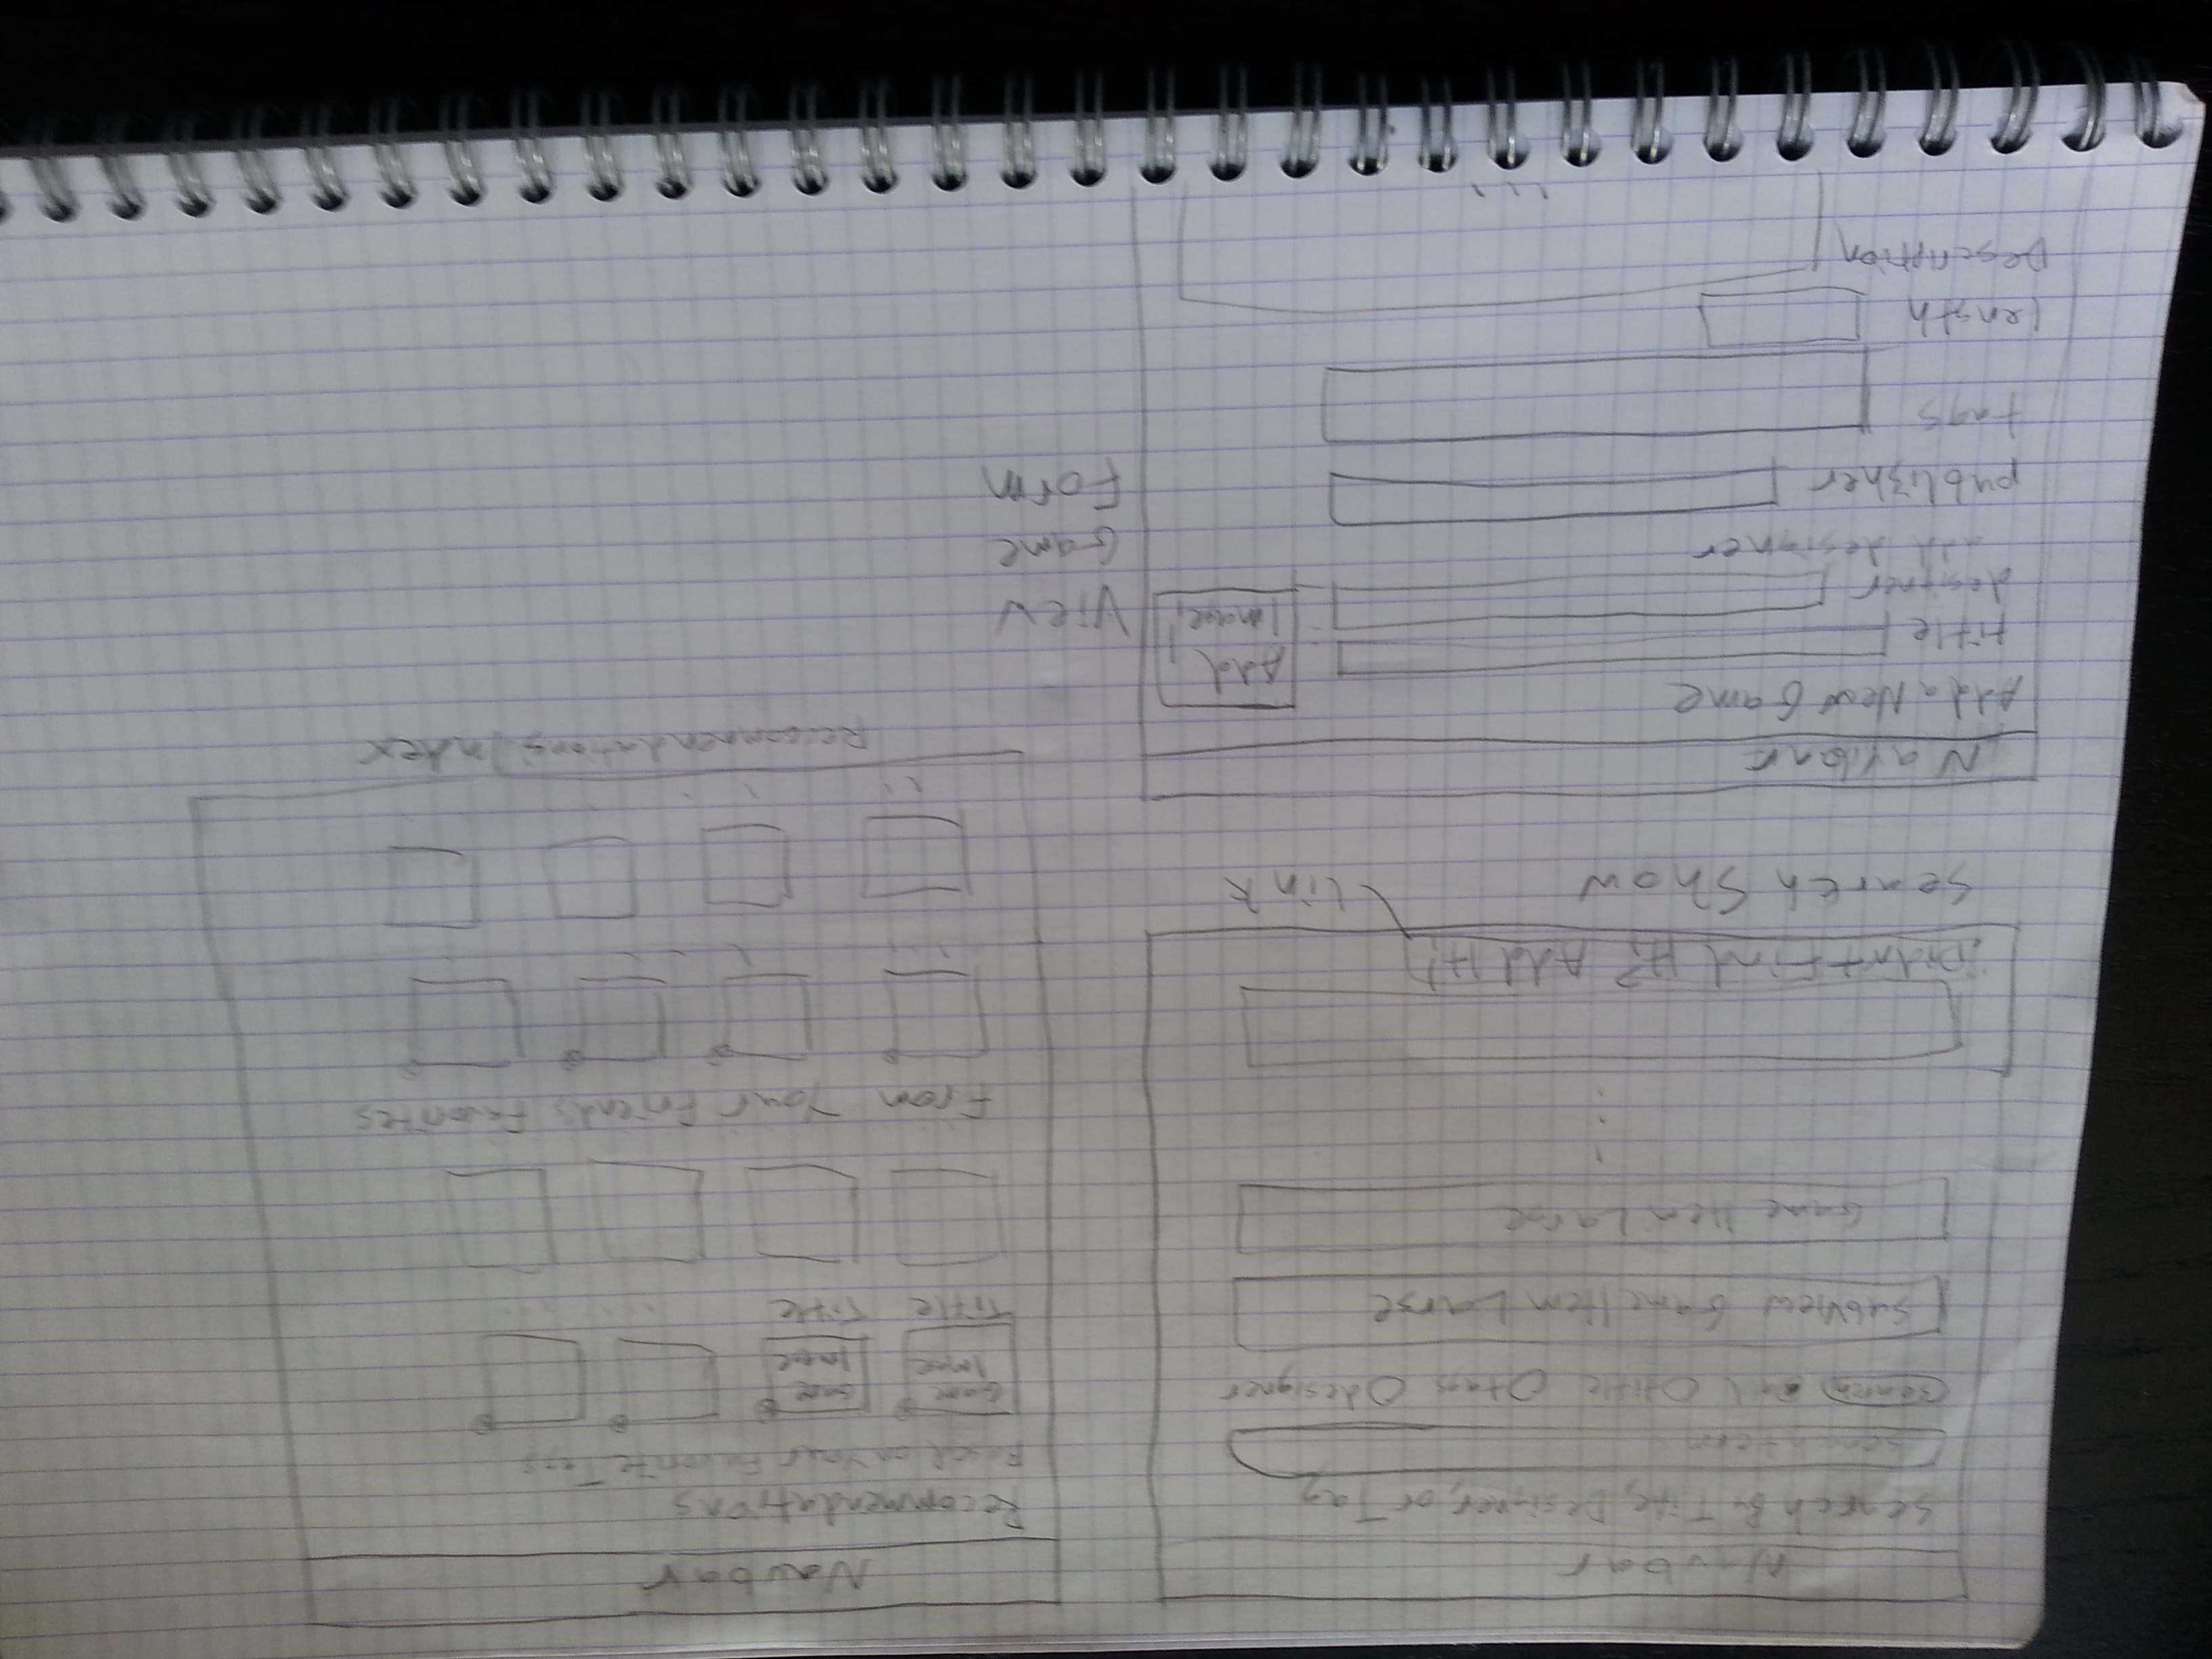 Navbar
Search By Title, Designer, or Tag
search term
search all title tags designer
Subview Game Item Large
Game Item Large
Didn't Find It? Add It!
link
Search Show
Navbar
Recommendations
Based on Your Favorite Tags
Game Image
Game Image
Title Title
From Your Friends Favorites
Recommendations Index
Navbar
Add a New Game
Add Image
title
designer
add designer
publisher
tags
length
Description
View
Game
Form